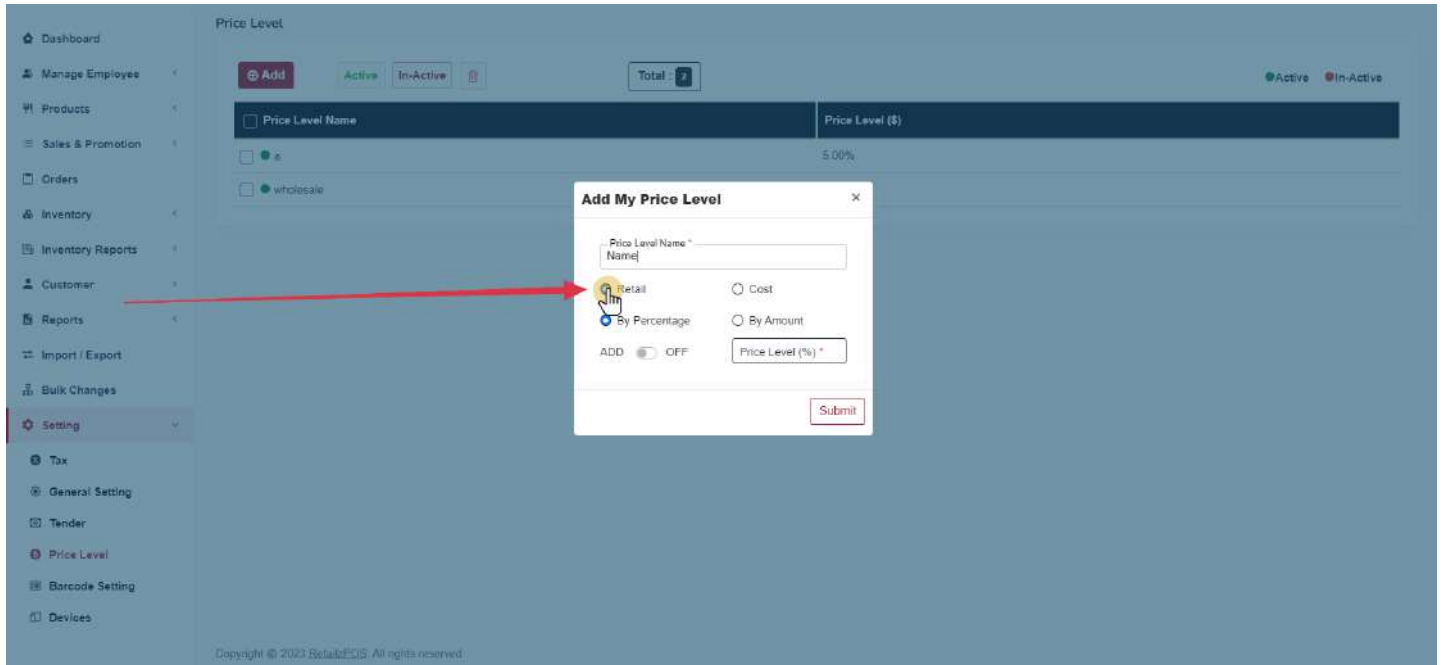 Price Level
Dashboard
Manage Employee
Products
Sales & Promotion
Orders
Inventory
Inventory Reports
Customer
Reports
Import / Export
Bulk Changes
Setting
Tax
General Setting
Tender
Price Level
Barcode Setting
Devices
Add Active In-Active Total : 2 Active In-Active
Price Level Name Price Level ($)
a 5.00%
wholesale
Add My Price Level ×
Price Level Name *
Name
Retail Cost
By Percentage By Amount
ADD OFF Price Level (%) *
Submit
Copyright © 2023 RetailzPOS. All rights reserved